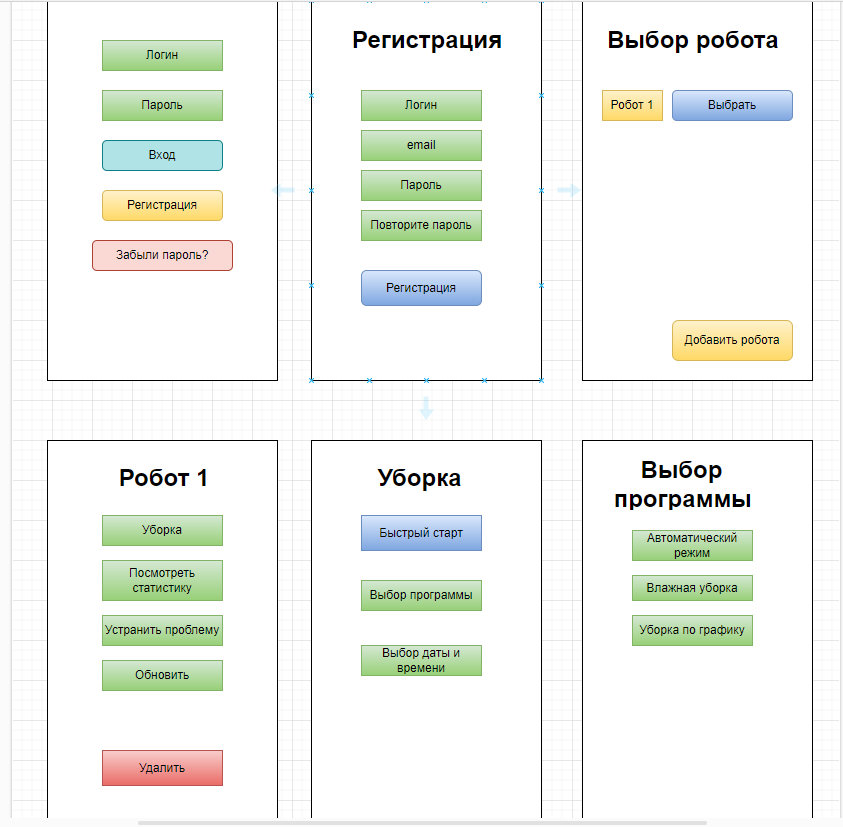 Логин
Пароль
Вход
Регистрация
Забыли пароль?
Регистрация
Логин
email
Пароль
Повторите пароль
Регистрация
Выбор робота
Робот 1
Выбрать
Добавить робота
Робот 1
Уборка
Посмотреть
статистику
Устранить проблему
Обновить
Удалить
Уборка
Быстрый старт
Выбор программы
Выбор даты и
времени
Выбор
программы
Автоматический
режим
Влажная уборка
Уборка по графику